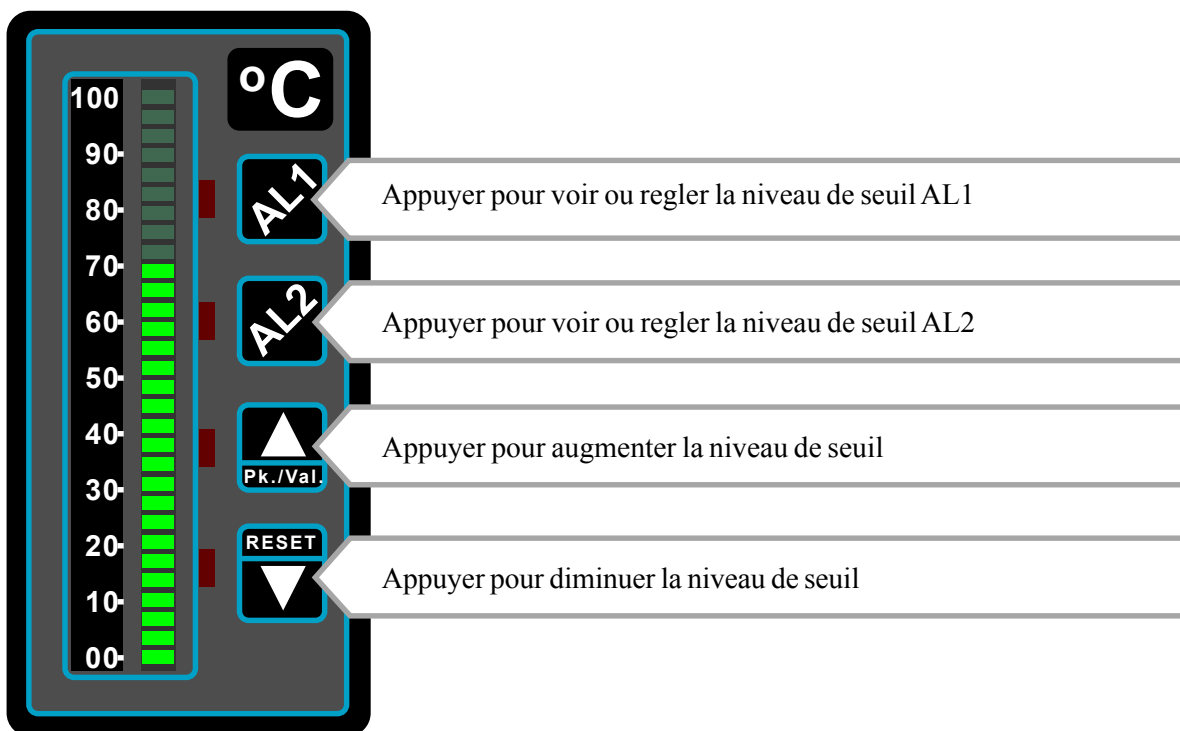 °C
100
90-
80-
70-
60-
50-
40-
30-
20-
10-
00-
AL1
Appuyer pour voir ou regler la niveau de seuil AL1
AL2
Appuyer pour voir ou regler la niveau de seuil AL2
Pk./Val.
Appuyer pour augmenter la niveau de seuil
RESET
Appuyer pour diminuer la niveau de seuil